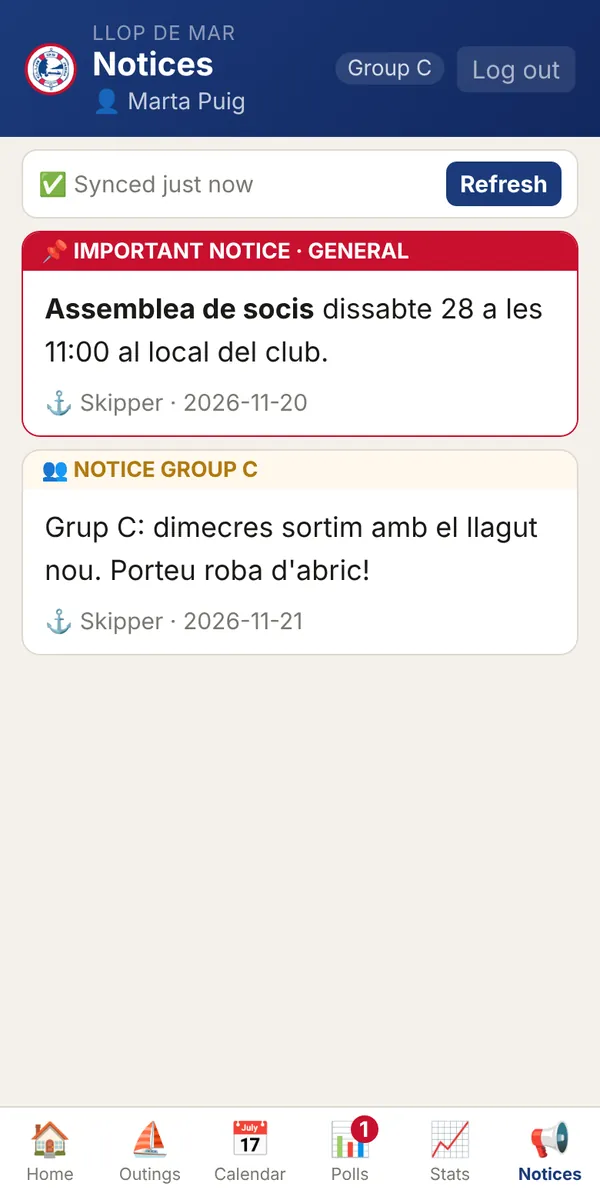 LLOP DE MAR
Notices
Marta Puig
Group C
Log out
Synced just now
Refresh
IMPORTANT NOTICE · GENERAL
Assemblea de socis dissabte 28 a les
11:00 al local del club.
Skipper · 2026-11-20
NOTICE GROUP C
Grup C: dimecres sortim amb el llagut
nou. Porteu roba d'abric!
Skipper · 2026-11-21
July
17
1
Home
Outings
Calendar
Polls
Stats
Notices